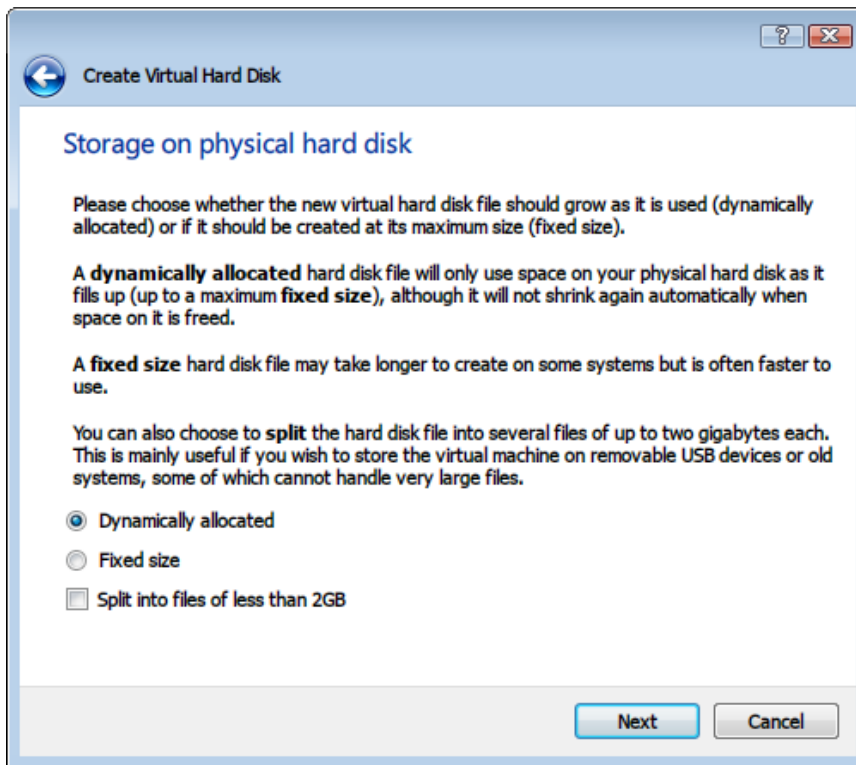 ?
Create Virtual Hard Disk
Storage on physical hard disk
Please choose whether the new virtual hard disk file should grow as it is used (dynamically
allocated) or if it should be created at its maximum size (fixed size).
A dynamically allocated hard disk file will only use space on your physical hard disk as it
fills up (up to a maximum fixed size), although it will not shrink again automatically when
space on it is freed.
A fixed size hard disk file may take longer to create on some systems but is often faster to
use.
You can also choose to split the hard disk file into several files of up to two gigabytes each.
This is mainly useful if you wish to store the virtual machine on removable USB devices or old
systems, some of which cannot handle very large files.
Dynamically allocated
Fixed size
Split into files of less than 2GB
Next Cancel